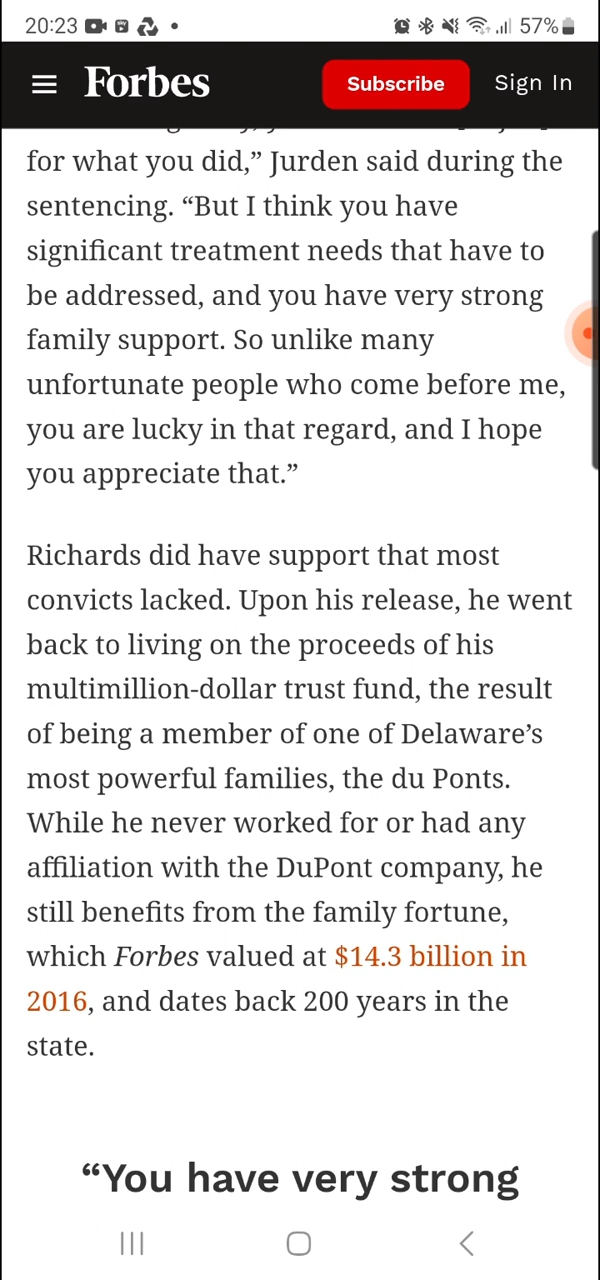 20:23
57%
Forbes
Subscribe
Sign In
for what you did,” Jurden said during the
sentencing. “But I think you have
significant treatment needs that have to
be addressed, and you have very strong
family support. So unlike many
unfortunate people who come before me,
you are lucky in that regard, and I hope
you appreciate that.”
Richards did have support that most
convicts lacked. Upon his release, he went
back to living on the proceeds of his
multimillion-dollar trust fund, the result
of being a member of one of Delaware’s
most powerful families, the du Ponts.
While he never worked for or had any
affiliation with the DuPont company, he
still benefits from the family fortune,
which Forbes valued at $14.3 billion in
2016, and dates back 200 years in the
state.
“You have very strong